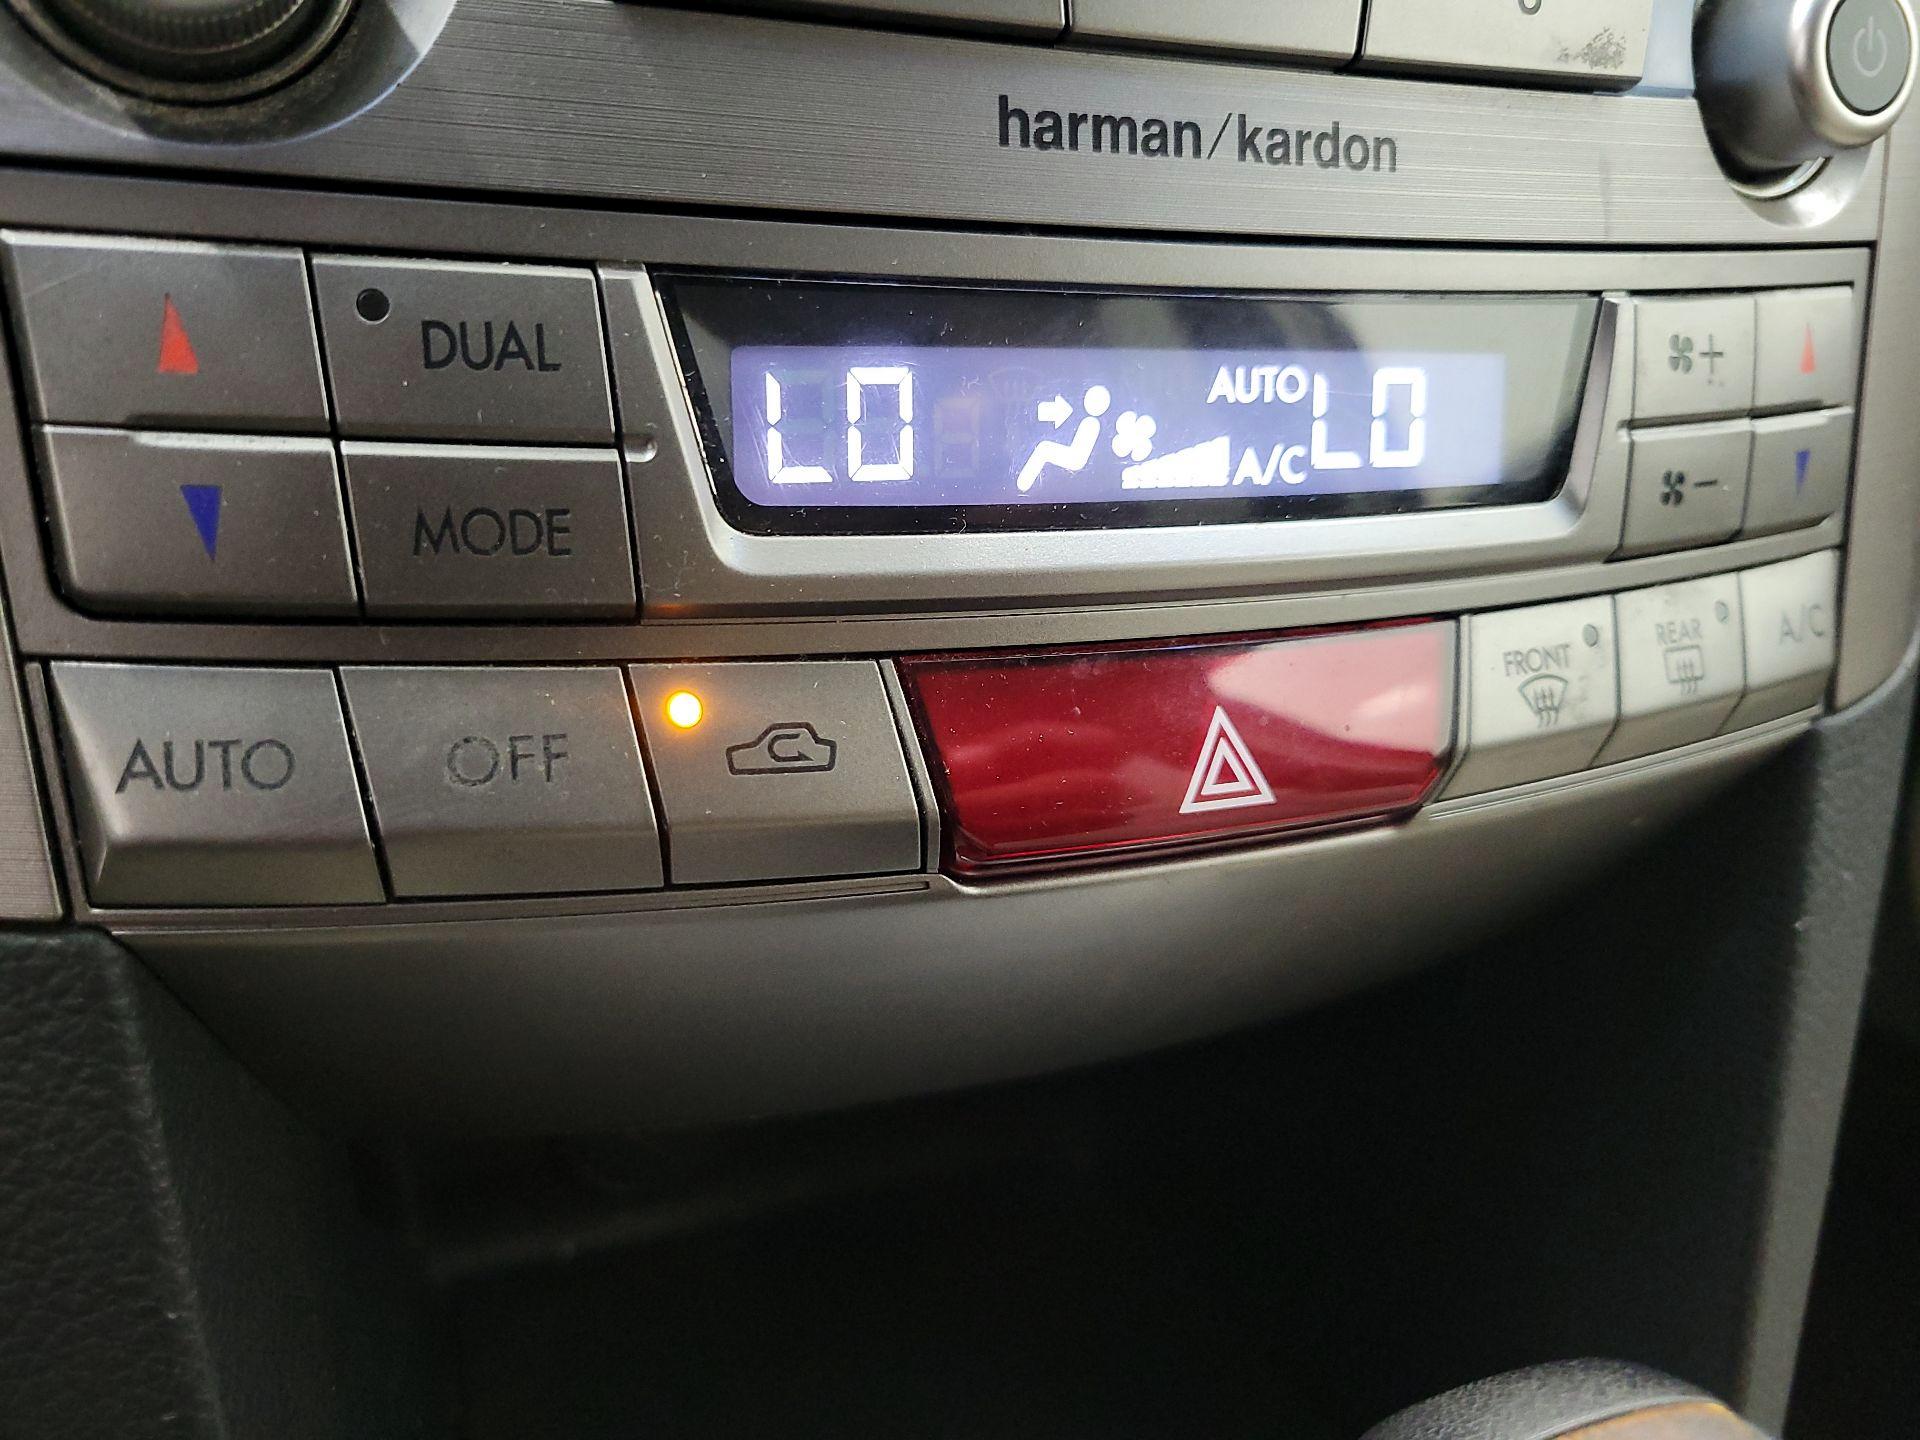 harman/kardon
DUAL
MODE
LO
AUTO
A/C
LO
+
-
AUTO
OFF
FRONT
REAR
A/C